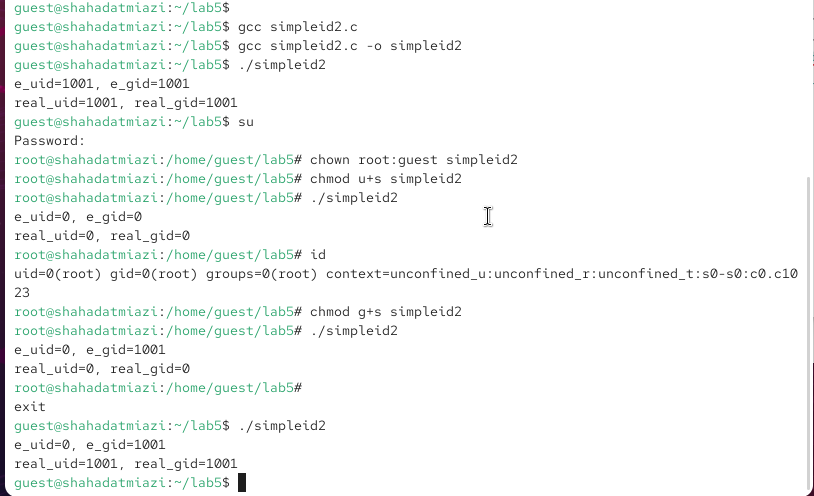 guest@shahadatmiazi:~/lab5$
guest@shahadatmiazi:~/lab5$ gcc simpleid2.c
guest@shahadatmiazi:~/lab5$ gcc simpleid2.c -o simpleid2
guest@shahadatmiazi:~/lab5$ ./simpleid2
e_uid=1001, e_gid=1001
real_uid=1001, real_gid=1001
guest@shahadatmiazi:~/lab5$ su
Password:
root@shahadatmiazi:/home/guest/lab5# chown root:guest simpleid2
root@shahadatmiazi:/home/guest/lab5# chmod u+s simpleid2
root@shahadatmiazi:/home/guest/lab5# ./simpleid2
e_uid=0, e_gid=0
real_uid=0, real_gid=0
root@shahadatmiazi:/home/guest/lab5# id
uid=0(root) gid=0(root) groups=0(root) context=unconfined_u:unconfined_r:unconfined_t:s0-s0:c0.c10
23
root@shahadatmiazi:/home/guest/lab5# chmod g+s simpleid2
root@shahadatmiazi:/home/guest/lab5# ./simpleid2
e_uid=0, e_gid=1001
real_uid=0, real_gid=0
root@shahadatmiazi:/home/guest/lab5#
exit
guest@shahadatmiazi:~/lab5$ ./simpleid2
e_uid=0, e_gid=1001
real_uid=1001, real_gid=1001
guest@shahadatmiazi:~/lab5$